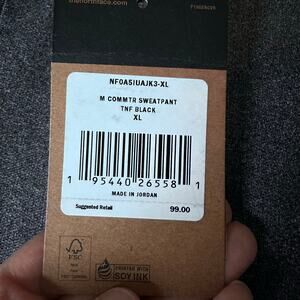 thenorthface.com
NF0A5IUAJK3-XL
M COMMTR SWEATPANT
TNF BLACK
XL
1 95440 26558 1
MADE IN JORDAN
Suggested Retail 99.00
FSC
PRINTED WITH
SOY INK